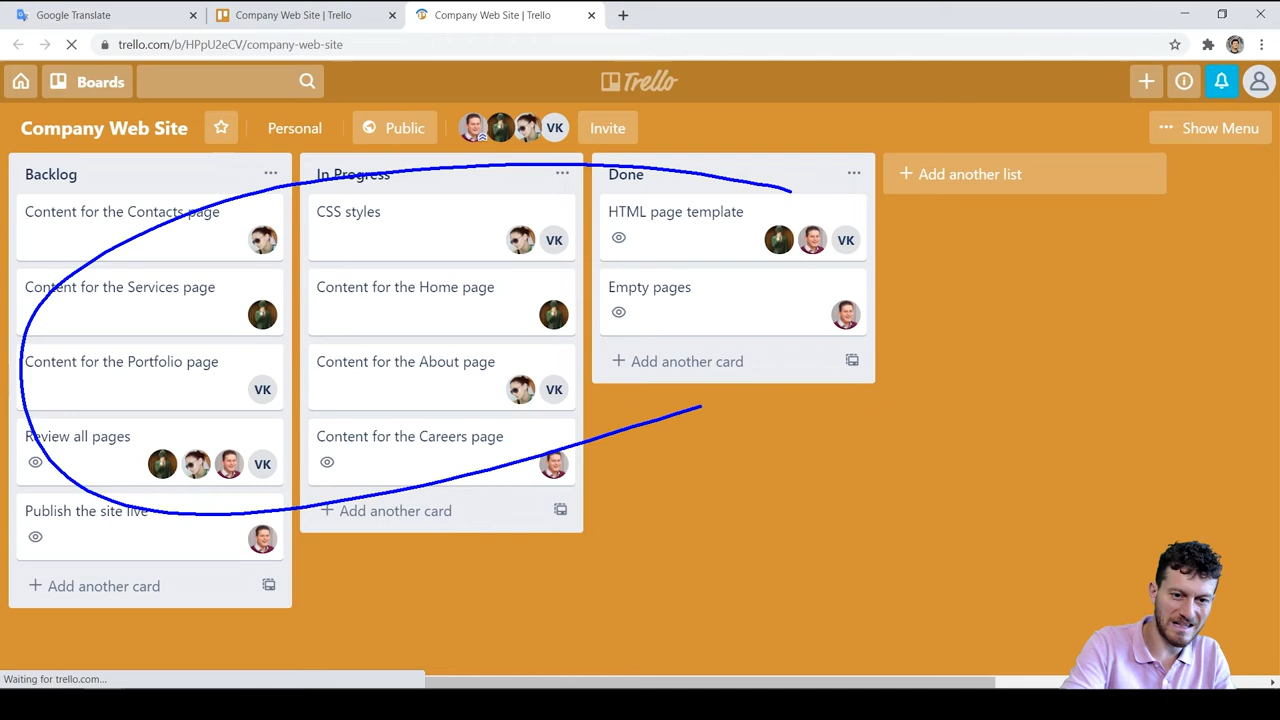 Google Translate
Company Web Site | Trello
Company Web Site | Trello
trello.com/b/HPpU2eCV/company-web-site
Boards
Trello
Company Web Site
Personal
Public
VK
Invite
Show Menu
Backlog
Content for the Contacts page
Content for the Services page
Content for the Portfolio page
VK
Review all pages
VK
Publish the site live
+ Add another card
In Progress
CSS styles
VK
Content for the Home page
Content for the About page
VK
Content for the Careers page
+ Add another card
Done
HTML page template
VK
Empty pages
+ Add another card
+ Add another list
Waiting for trello.com...